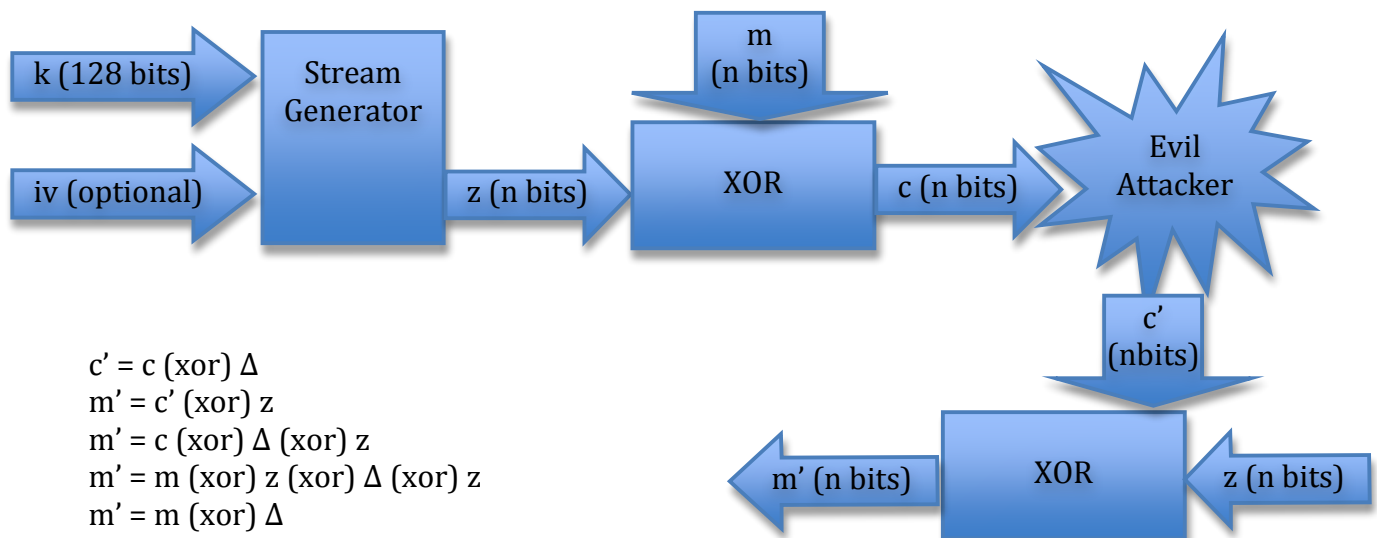 k (128 bits)
iv (optional)
Stream
Generator
z (n bits)
m
(n bits)
XOR
c (n bits)
Evil
Attacker
c’
(nbits)
z (n bits)
XOR
m’ (n bits)
c’ = c (xor) Δ
m’ = c’ (xor) z
m’ = c (xor) Δ (xor) z
m’ = m (xor) z (xor) Δ (xor) z
m’ = m (xor) Δ